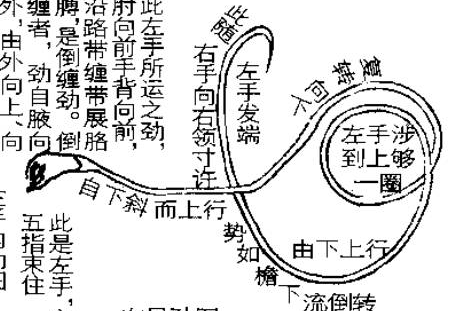 此随
右手向右领寸许
左手发端
复转向下
左手涉
到上够
一圈
由下上行
势如檐下流倒转
自下斜而上行
此左手所运之劲，
肘向前手背向前，
沿路带缠带展胳
膊，是倒缠劲。倒
缠者，劲自腋向
外，由外向上、向
此是左手，
五指束住